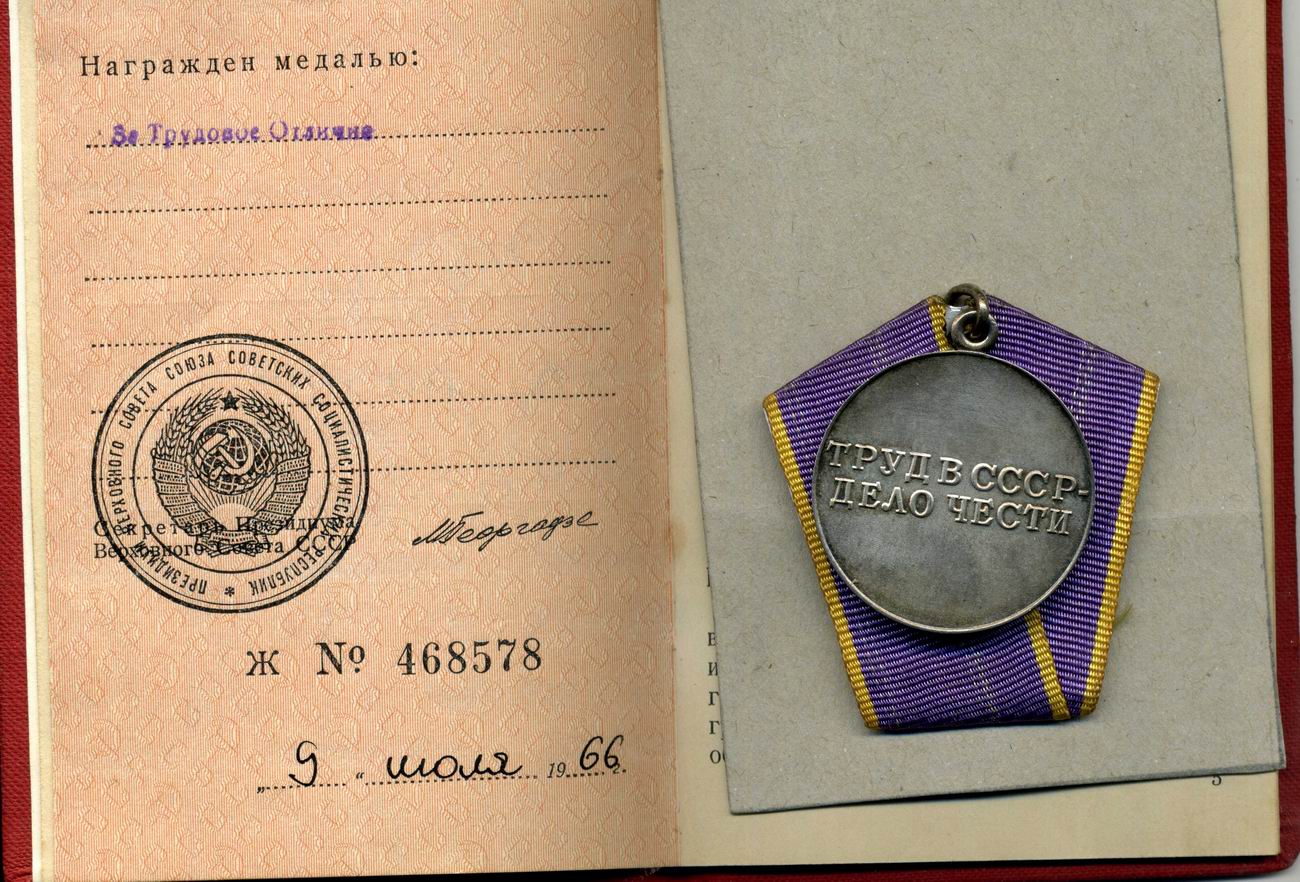 Награжден медалью:
За Трудовое Отличие
ПРЕЗИДИУМ ВЕРХОВНОГО СОВЕТА СОЮЗА СОВЕТСКИХ СОЦИАЛИСТИЧЕСКИХ РЕСПУБЛИК *
Секретарь Президиума
Верховного Совета СССР
МГеоргадзе
Ж № 468578
„9“ июля 1966 г.
ТРУД В СССР-
ДЕЛО ЧЕСТИ
5